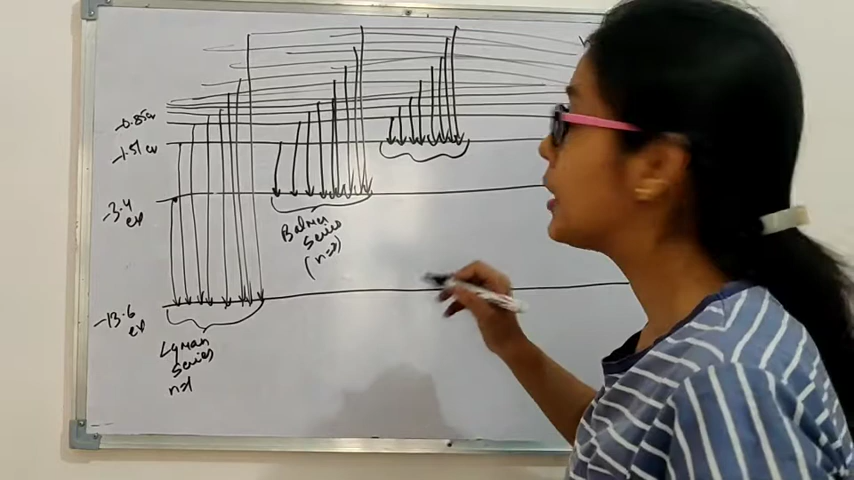 -0.85ev
-1.51 ev
-3.4
ev
-13.6
ev
Balmer
Series
(n=2)
Lyman
Series
n=1